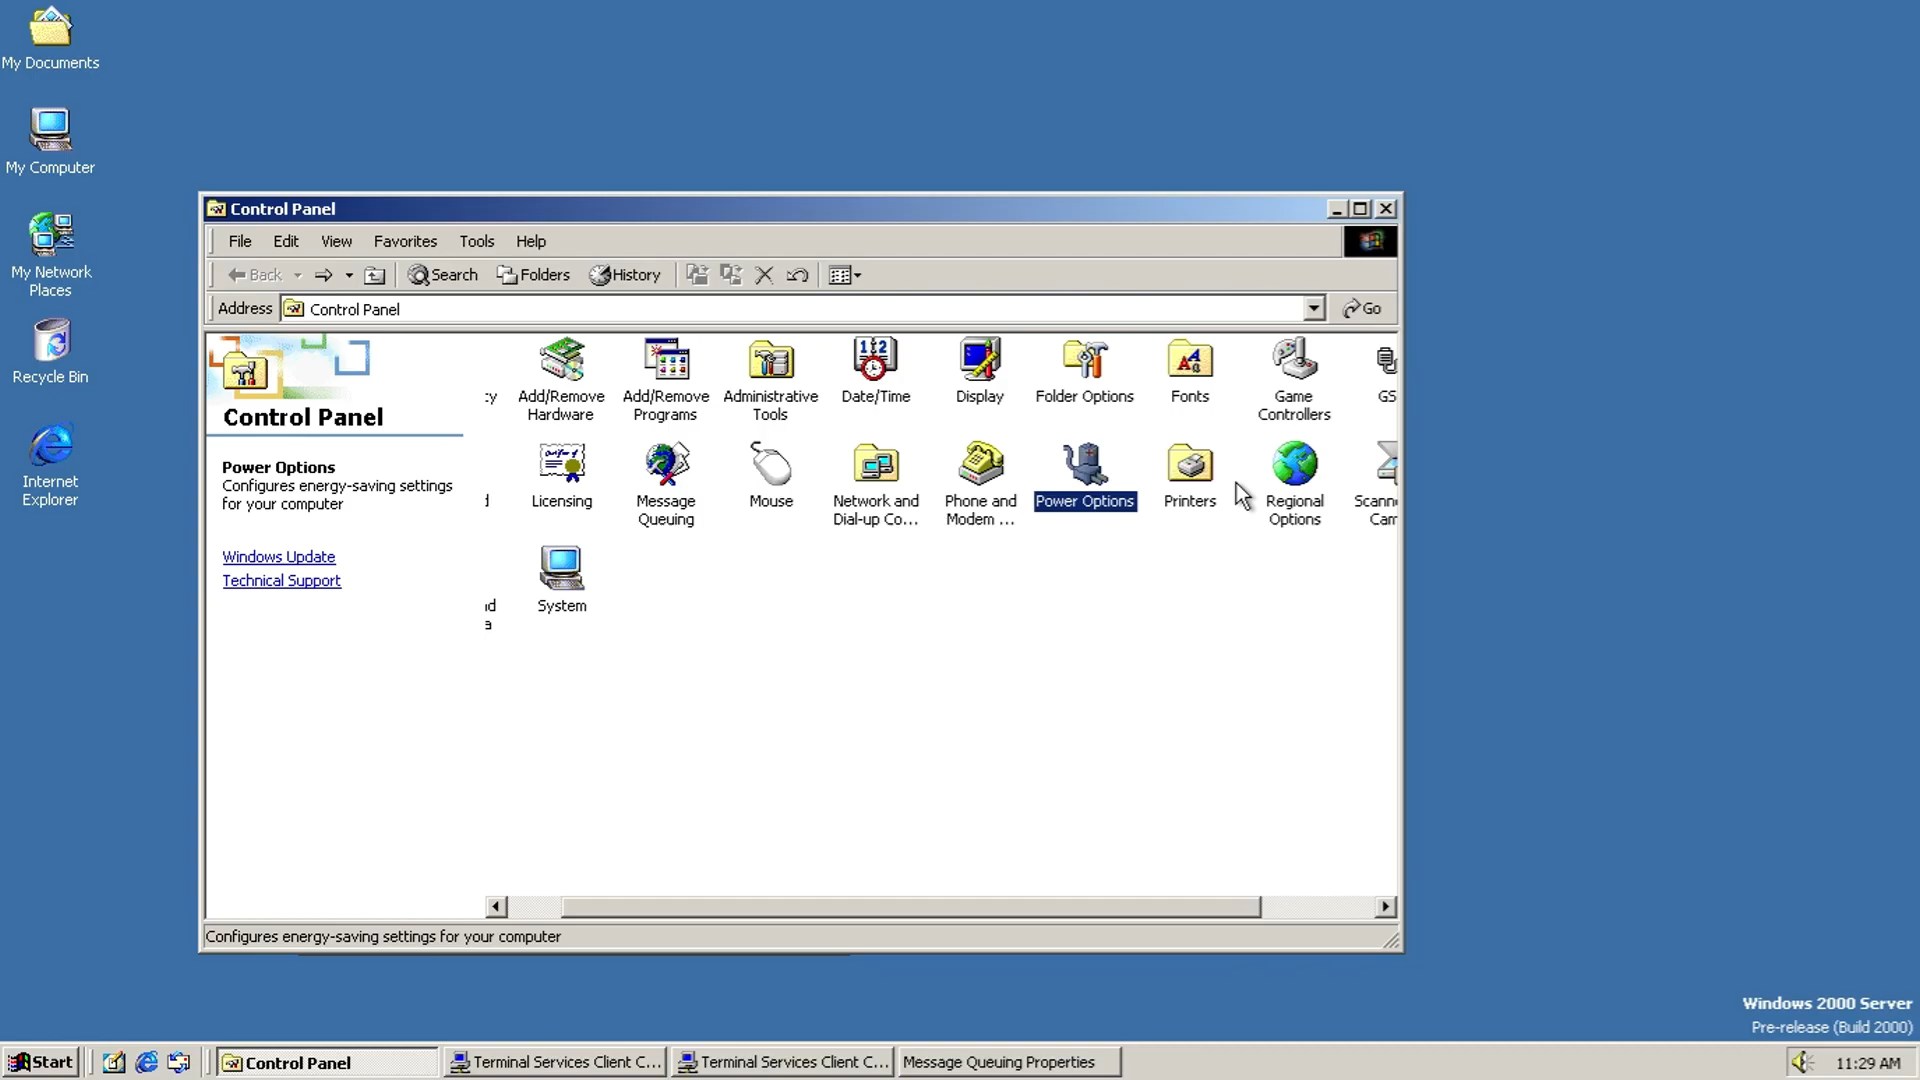 My Documents
My Computer
My Network
Places
Recycle Bin
Internet
Explorer
Control Panel
File Edit View Favorites Tools Help
Back Search Folders History
Address Control Panel Go
Control Panel
Power Options
Configures energy-saving settings
for your computer
Windows Update
Technical Support
Add/Remove
Hardware
Add/Remove
Programs
Administrative
Tools
Date/Time
Display
Folder Options
Fonts
Game
Controllers
GS
Licensing
Message
Queuing
Mouse
Network and
Dial-up Co...
Phone and
Modem ...
Power Options
Printers
Regional
Options
Scann
Cam
System
Configures energy-saving settings for your computer
Windows 2000 Server
Pre-release (Build 2000)
Start Control Panel Terminal Services Client C... Terminal Services Client C... Message Queuing Properties 11:29 AM